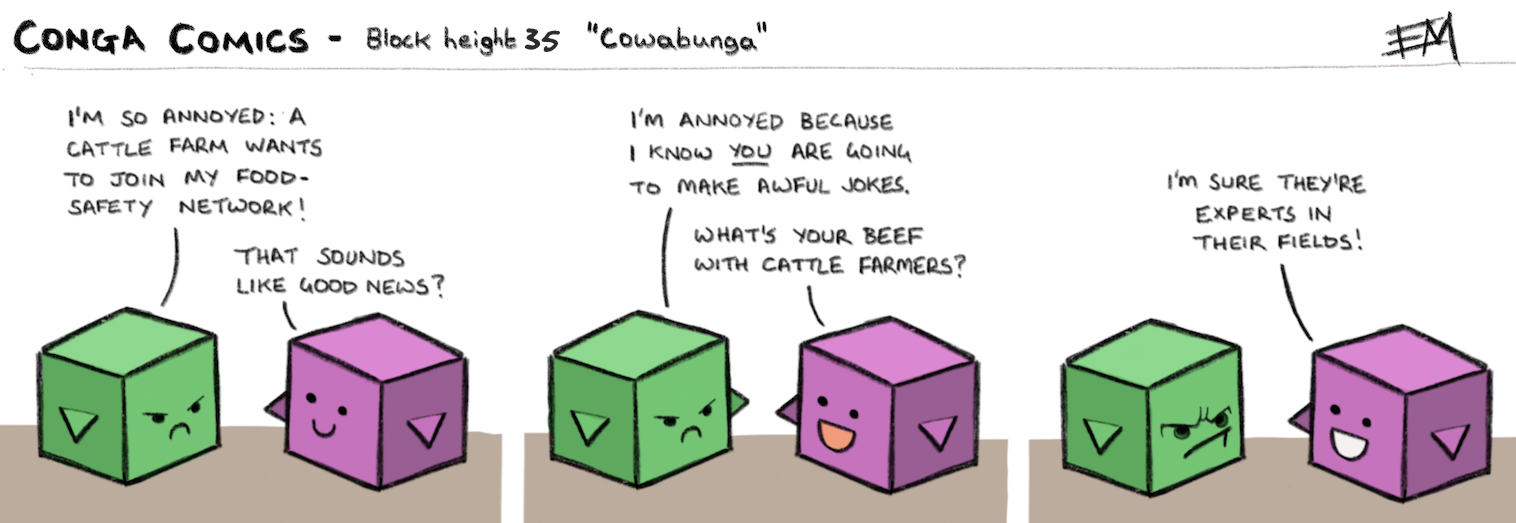 CONGA COMICS - Block height 35 "Cowabunga"
EM
I'M SO ANNOYED: A
CATTLE FARM WANTS
TO JOIN MY FOOD-
SAFETY NETWORK!
THAT SOUNDS
LIKE GOOD NEWS?
I'M ANNOYED BECAUSE
I KNOW YOU ARE GOING
TO MAKE AWFUL JOKES.
WHAT'S YOUR BEEF
WITH CATTLE FARMERS?
I'M SURE THEY'RE
EXPERTS IN
THEIR FIELDS!